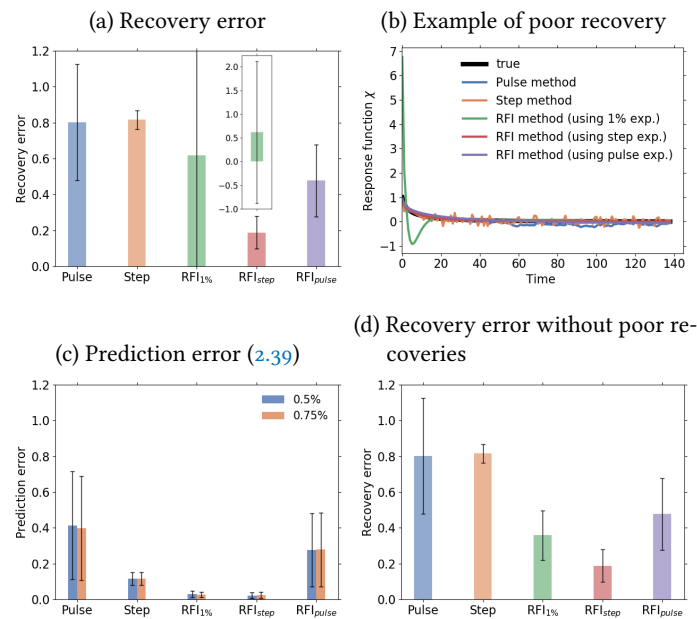 (a) Recovery error
1.2
1.0
0.8
0.6
0.4
0.2
0.0
Recovery error
2.0
1.5
1.0
0.5
0.0
−0.5
−1.0
Pulse
Step
RFI1%
RFIstep
RFIpulse
(b) Example of poor recovery
7
6
5
4
3
2
1
0
−1
Response function χ
true
Pulse method
Step method
RFI method (using 1% exp.)
RFI method (using step exp.)
RFI method (using pulse exp.)
0 20 40 60 80 100 120 140
Time
(c) Prediction error (2.39)
1.2
1.0
0.8
0.6
0.4
0.2
0.0
Prediction error
0.5%
0.75%
Pulse
Step
RFI1%
RFIstep
RFIpulse
(d) Recovery error without poor re-
coveries
1.2
1.0
0.8
0.6
0.4
0.2
0.0
Recovery error
Pulse
Step
RFI1%
RFIstep
RFIpulse